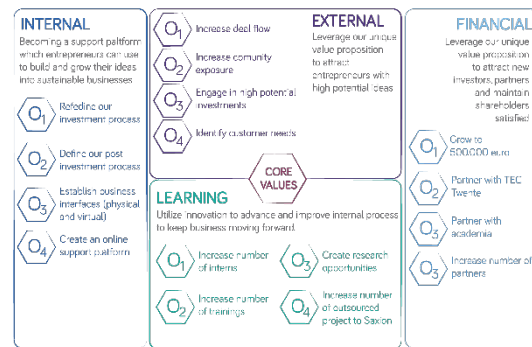 INTERNAL
Becoming a support paltform
which entrepreneurs can use
to build and grow their ideas
into sustainable businesses
O1 Refedine our
investment process
O2 Define our post
investment process
O3 Establish business
interfaces (physical
and virtual)
O4 Create an online
support platform
O1 Increase deal flow
O2 Increase comunity
exposure
O3 Engage in high potential
investments
O4 Identify customer needs
EXTERNAL
Leverage our unique
value proposition
to attract
entrepreneurs with
high potential ideas
CORE
VALUES
LEARNING
Utilize innovation to advance and improve internal process
to keep business moving forward.
O1 Increase number
of interns
O2 Increase number
of trainings
O3 Create research
opportunities
O4 Increase number
of outsourced
project to Saxion
FINANCIAL
Leverage our unique
value proposition
to attract new
investors, partners
and maintain
shareholders
satisfied
O1 Grow to
500.000 euro
O2 Partner with TEC
Twente
O3 Partner with
academia
O3 Increase number of
partners